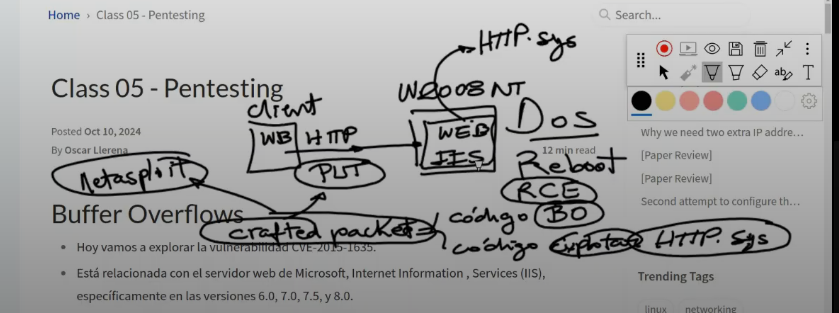 Home › Class 05 - Pentesting
Search...
HTTP.sys
Class 05 - Pentesting
W2008 NT
client
Posted Oct 10, 2024
WB HTTP
WEB
IIS
DoS
By Oscar Llerena
12 min read
Reboot
Metasploit
PUT
RCE
Buffer Overflows
crafted packet =
código BO
código explotar HTTP.sys
Hoy vamos a explorar la vulnerabilidad CVE-2015-1635.
Está relacionada con el servidor web de Microsoft, Internet Information , Services (IIS),
específicamente en las versiones 6.0, 7.0, 7.5, y 8.0.
ab
T
Why we need two extra IP addre...
[Paper Review]
[Paper Review]
Second attempt to configure th...
Trending Tags
linux networking